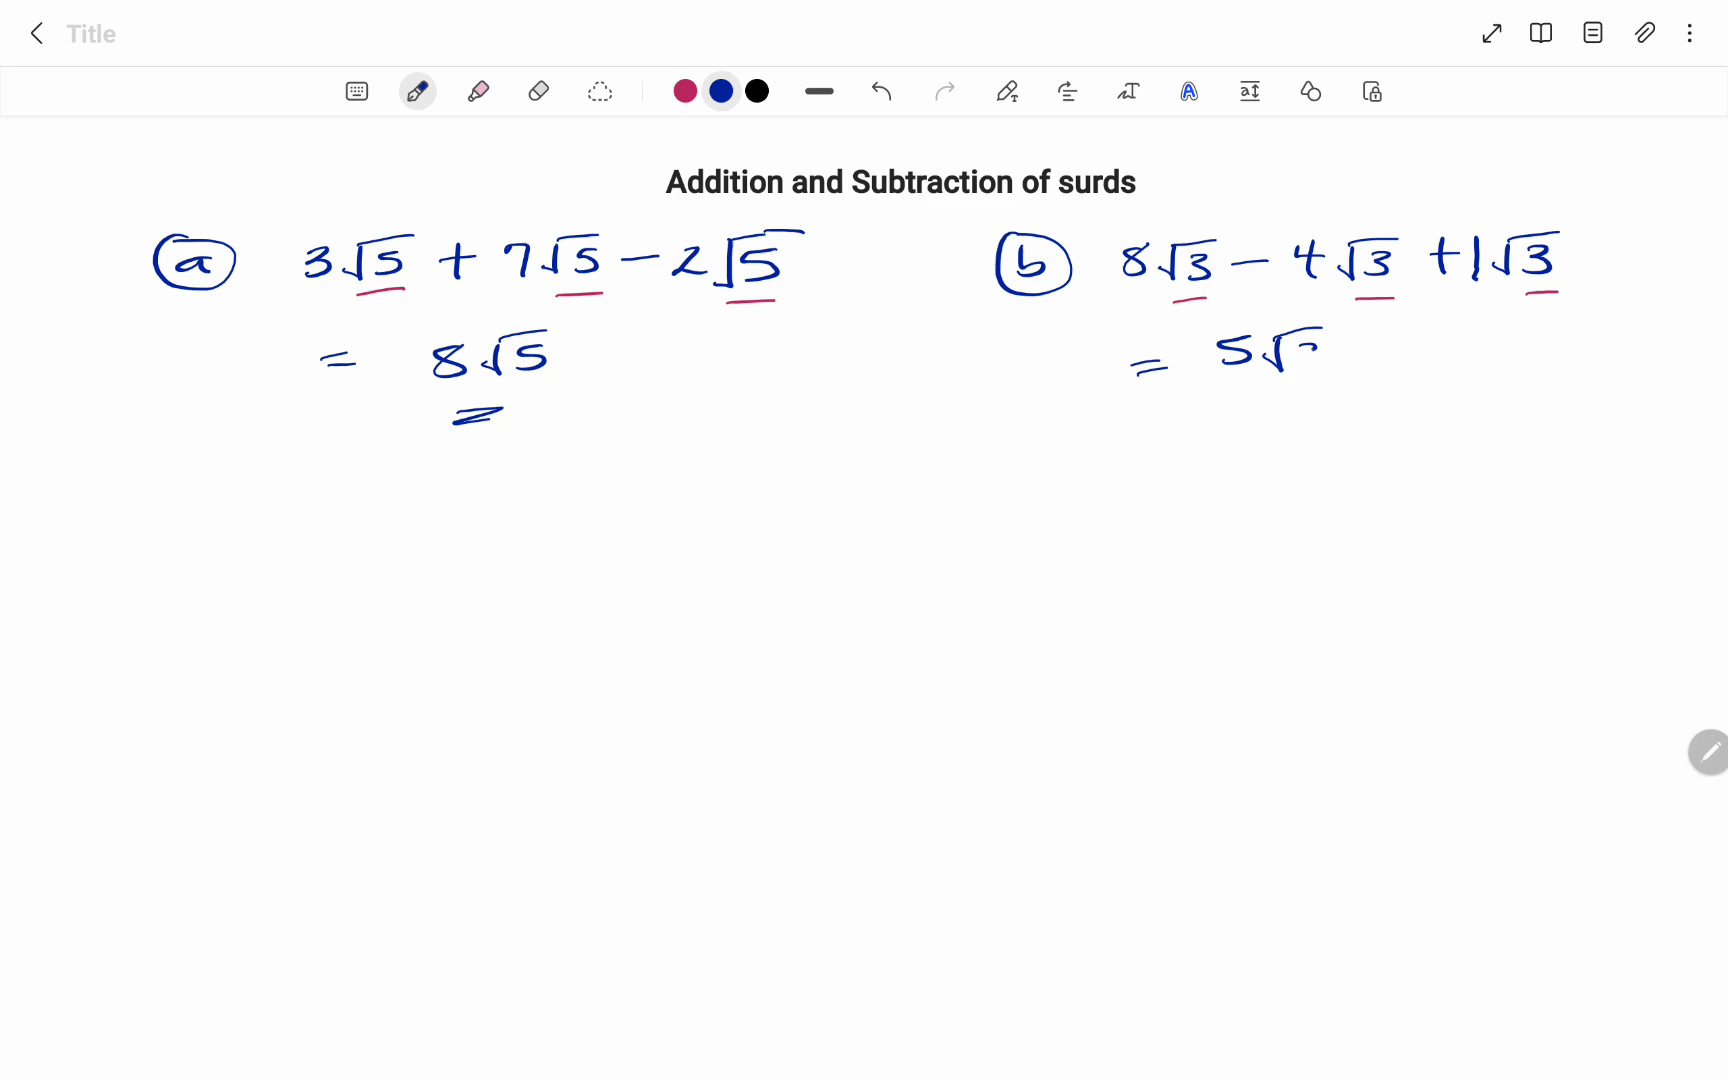 Title
Addition and Subtraction of surds
a 3√5 + 7√5 − 2√5
= 8√5
b 8√3 − 4√3 + 1√3
= 5√